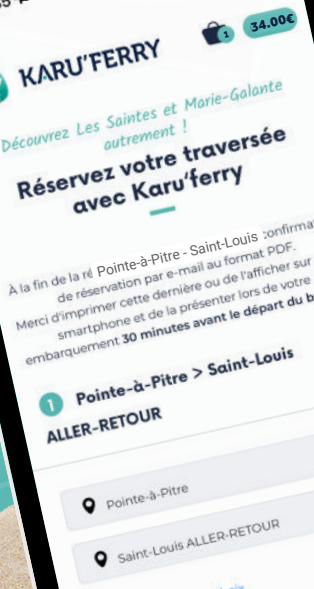 KARU'FERRY
1
34.00€
Découvrez Les Saintes et Marie-Galante
autrement !
Réservez votre traversée
avec Karu'ferry
À la fin de la ré
Pointe-à-Pitre - Saint-Louis
de réservation par e-mail au format PDF.
Merci d'imprimer cette dernière ou de l'afficher sur
smartphone et de la présenter lors de votre
embarquement 30 minutes avant le départ du b
1 Pointe-à-Pitre > Saint-Louis
ALLER-RETOUR
Pointe-à-Pitre
Saint-Louis ALLER-RETOUR